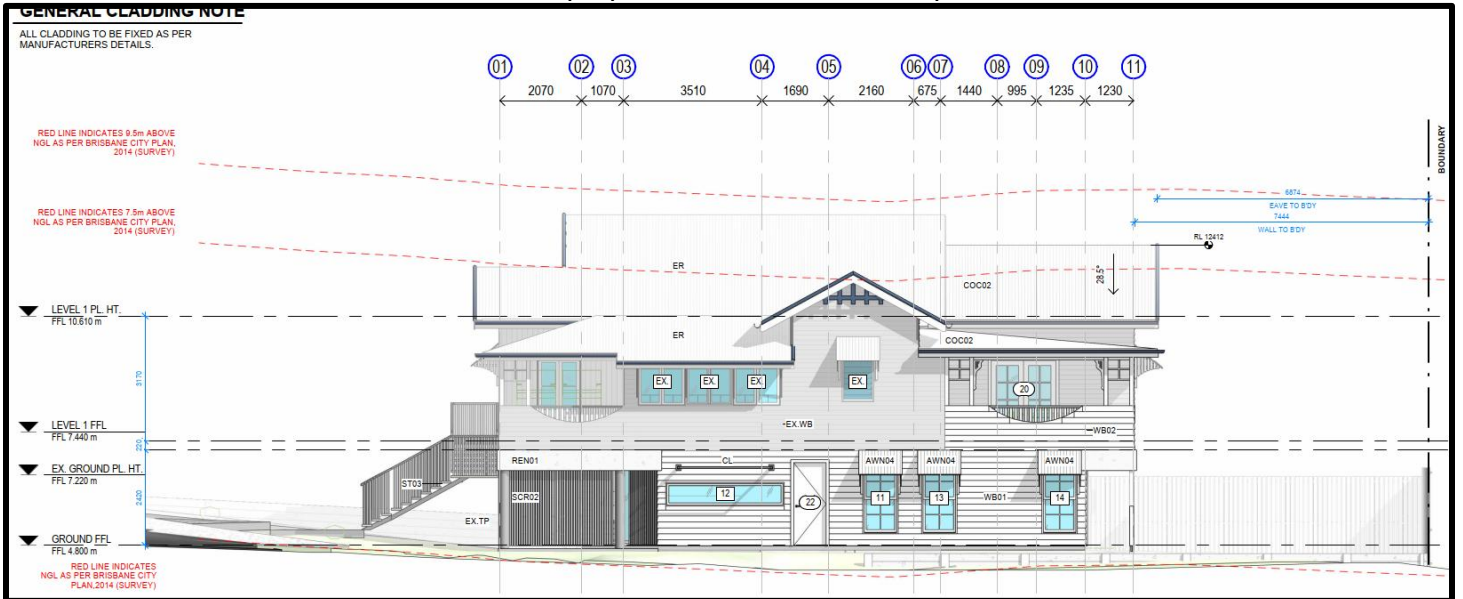 GENERAL CLADDING NOTE
ALL CLADDING TO BE FIXED AS PER
MANUFACTURERS DETAILS.
01 02 03 04 05 06 07 08 09 10 11
2070 1070 3510 1690 2160 675 1440 995 1235 1230
RED LINE INDICATES 9.5m ABOVE
NGL AS PER BRISBANE CITY PLAN,
2014 (SURVEY)
BOUNDARY
6874
EAVE TO B'DY
RED LINE INDICATES 7.5m ABOVE
NGL AS PER BRISBANE CITY PLAN,
2014 (SURVEY)
7444
WALL TO B'DY
RL 12412
ER
COC02
28.5°
LEVEL 1 PL. HT.
FFL 10.610 m
ER
COC02
3170
EX.
EX.
EX.
EX.
20
LEVEL 1 FFL
FFL 7.440 m
EX.WB
WB02
220
REN01
CL
AWN04
AWN04
AWN04
EX. GROUND PL. HT.
FFL 7.220 m
ST03
SCR02
12
22
11
13
WB01
14
2420
EX.TP
GROUND FFL
FFL 4.800 m
RED LINE INDICATES
NGL AS PER BRISBANE CITY
PLAN,2014 (SURVEY)